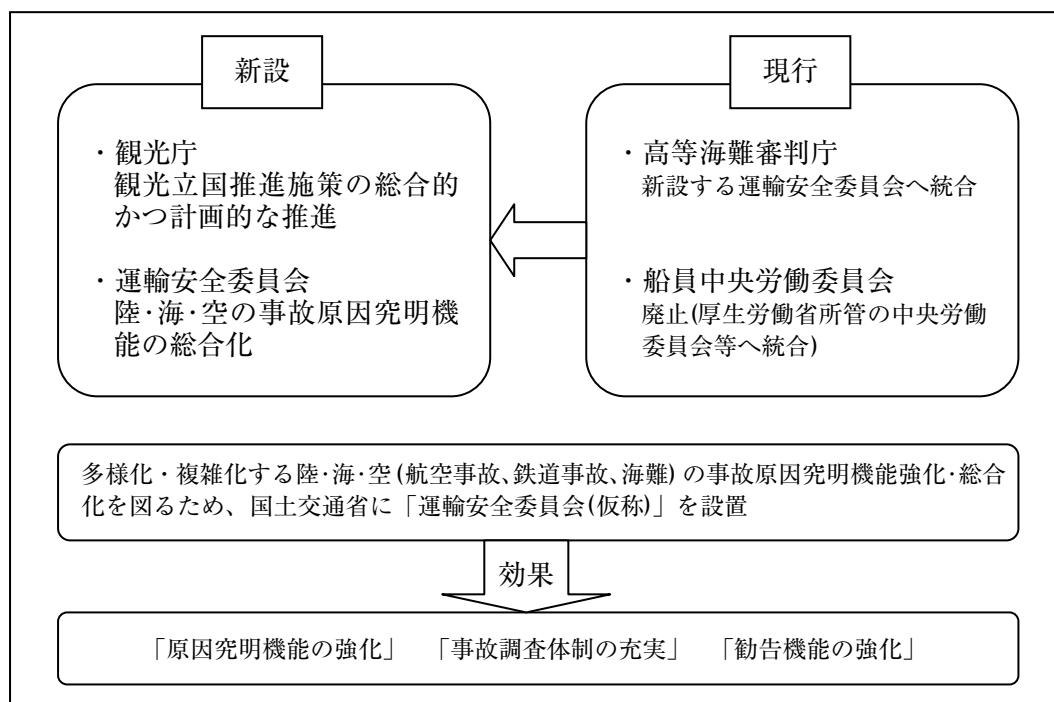 新設
・観光庁
観光立国推進施策の総合的
かつ計画的な推進
・運輸安全委員会
陸・海・空の事故原因究明機
能の総合化
現行
・高等海難審判庁
新設する運輸安全委員会へ統合
・船員中央労働委員会
廃止(厚生労働省所管の中央労働
委員会等へ統合)
多様化・複雑化する陸・海・空(航空事故、鉄道事故、海難)の事故原因究明機能強化・総合
化を図るため、国土交通省に「運輸安全委員会(仮称)」を設置
効果
「原因究明機能の強化」 「事故調査体制の充実」 「勧告機能の強化」